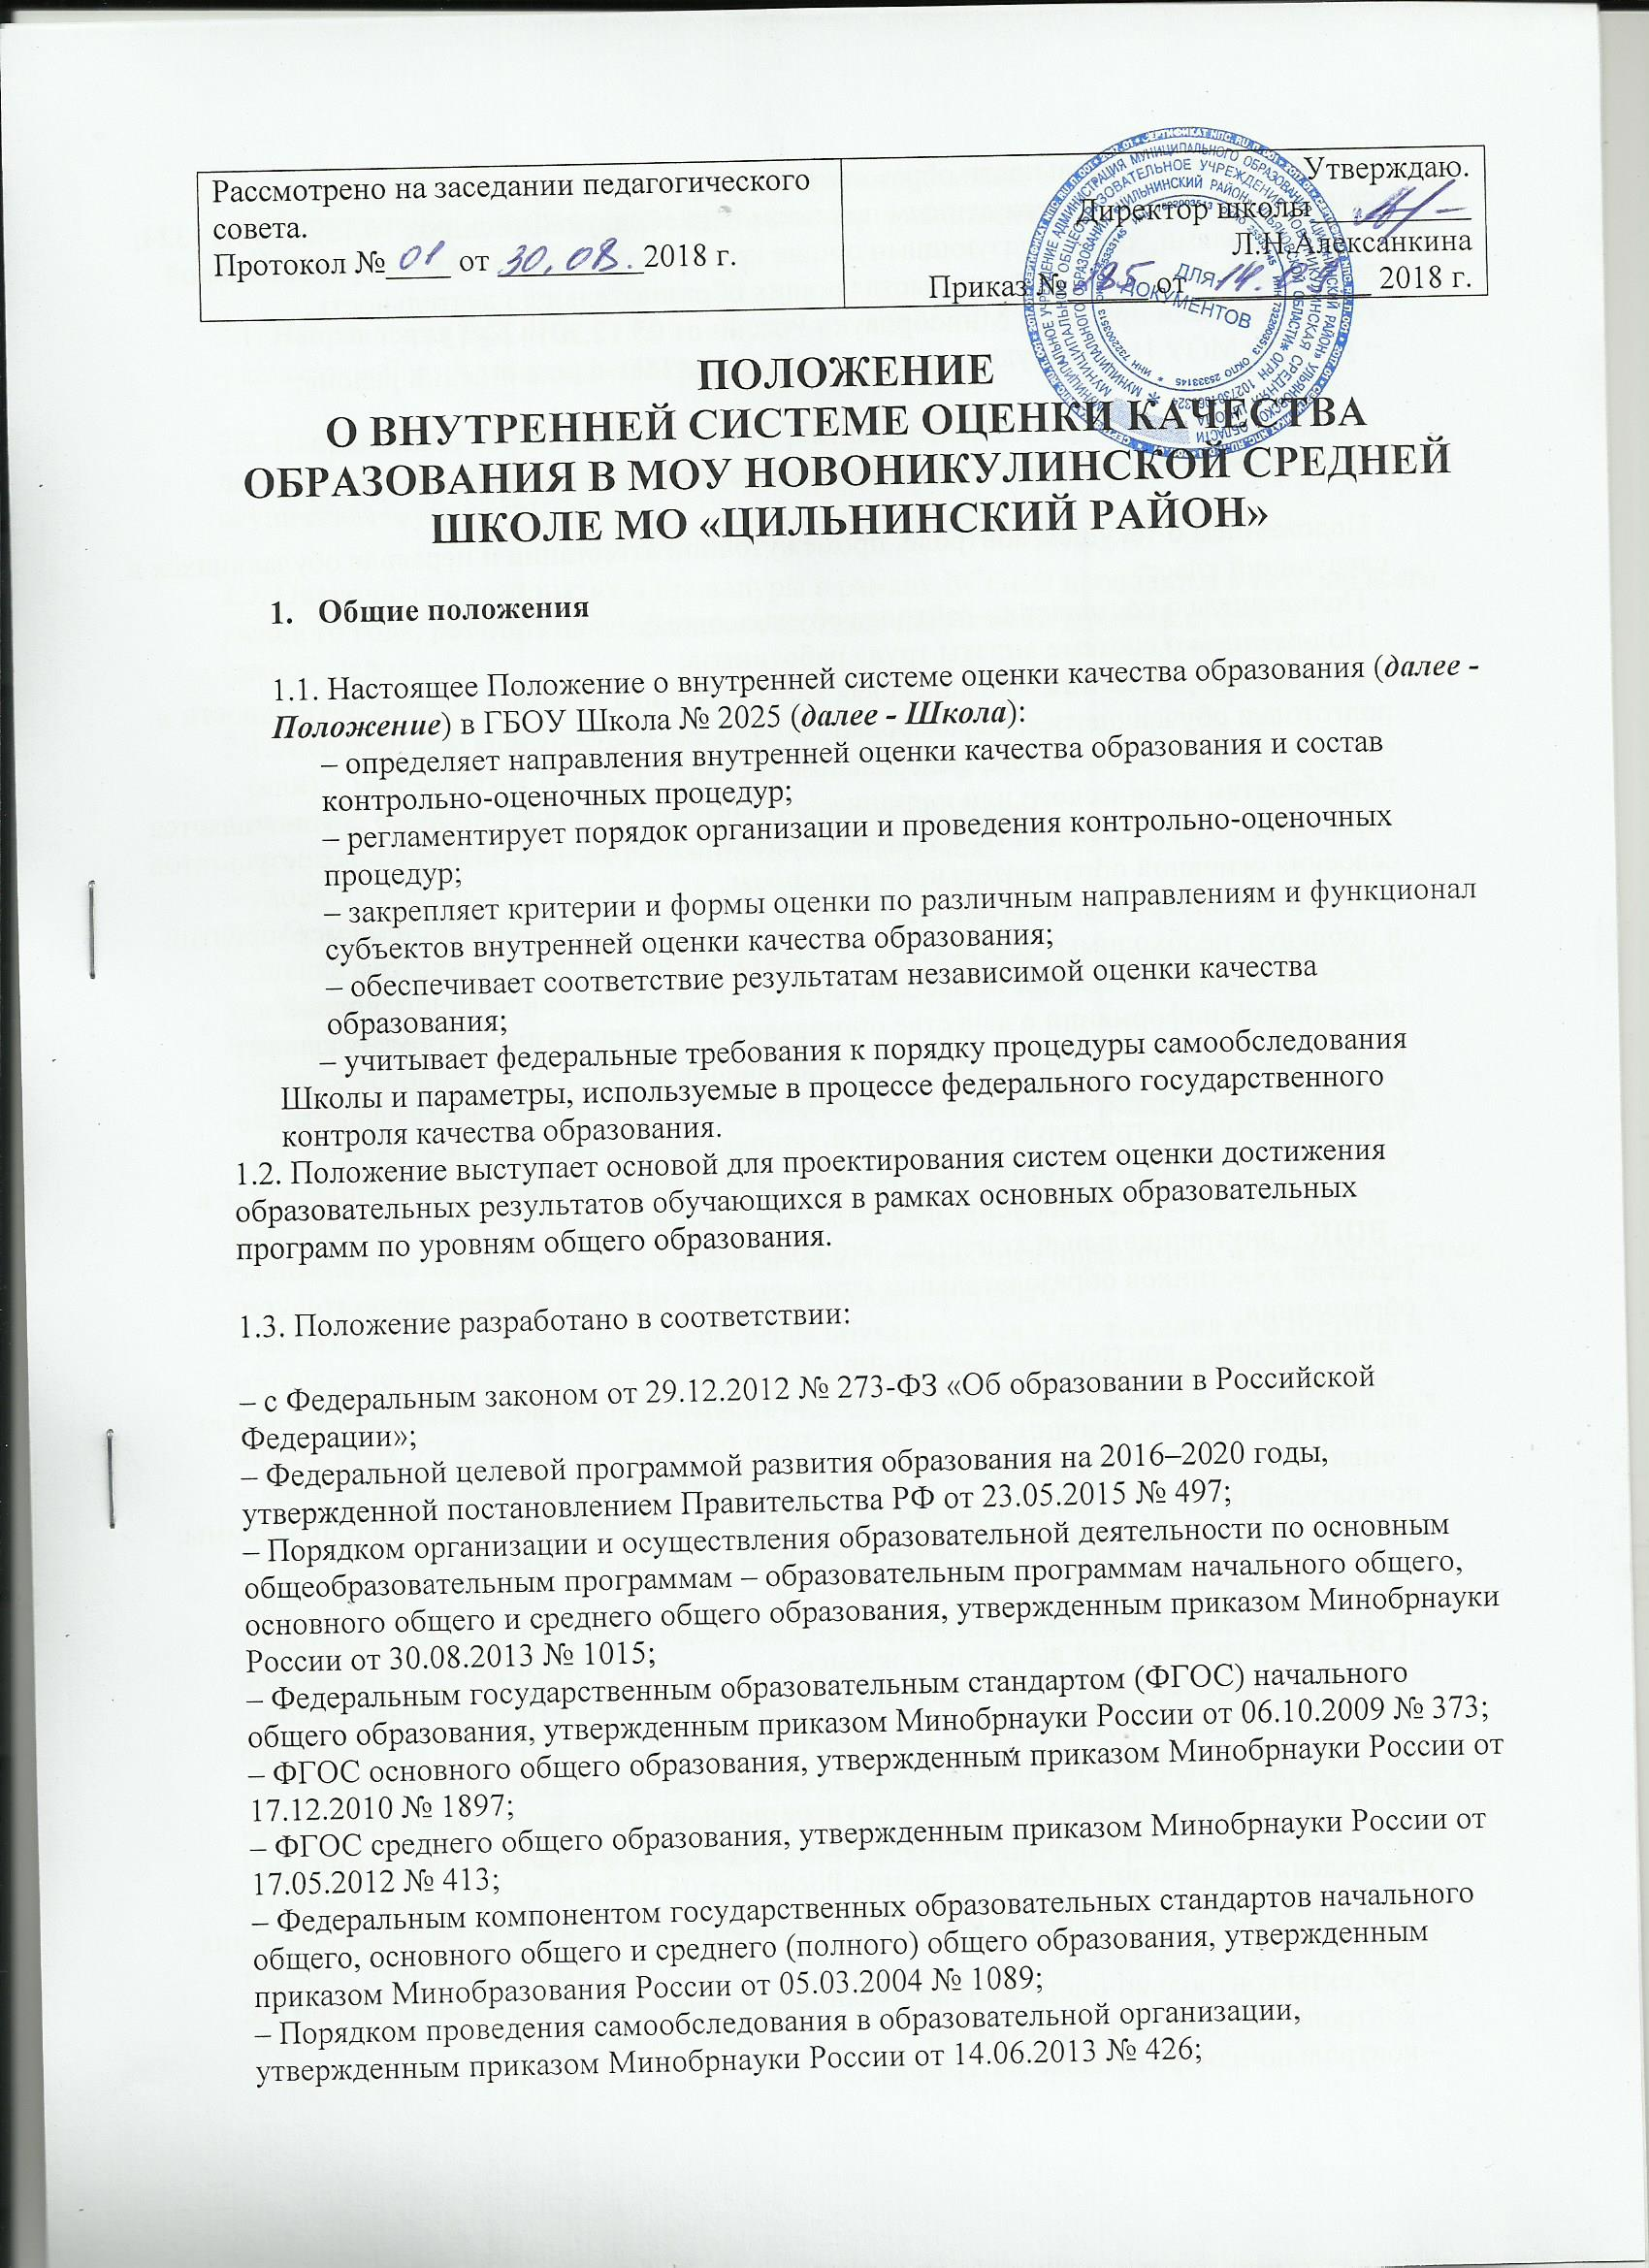 Рассмотрено на заседании педагогического
совета.
Протокол № 01 от 30.08. 2018 г.
Утверждаю.
Директор школы
Л.Н.Алексанкина
Приказ № 135 от 14. 2018 г.
ДЛЯ
ДОКУМЕНТОВ
ПОЛОЖЕНИЕ
О ВНУТРЕННЕЙ СИСТЕМЕ ОЦЕНКИ КАЧЕСТВА
ОБРАЗОВАНИЯ В МОУ НОВОНИКУЛИНСКОЙ СРЕДНЕЙ
ШКОЛЕ МО «ЦИЛЬНИНСКИЙ РАЙОН»
1. Общие положения
1.1. Настоящее Положение о внутренней системе оценки качества образования (далее -
Положение) в ГБОУ Школа № 2025 (далее - Школа):
– определяет направления внутренней оценки качества образования и состав
контрольно-оценочных процедур;
– регламентирует порядок организации и проведения контрольно-оценочных
процедур;
– закрепляет критерии и формы оценки по различным направлениям и функционал
субъектов внутренней оценки качества образования;
– обеспечивает соответствие результатам независимой оценки качества
образования;
– учитывает федеральные требования к порядку процедуры самообследования
Школы и параметры, используемые в процессе федерального государственного
контроля качества образования.
1.2. Положение выступает основой для проектирования систем оценки достижения
образовательных результатов обучающихся в рамках основных образовательных
программ по уровням общего образования.
1.3. Положение разработано в соответствии:
– с Федеральным законом от 29.12.2012 № 273-ФЗ «Об образовании в Российской
Федерации»;
– Федеральной целевой программой развития образования на 2016–2020 годы,
утвержденной постановлением Правительства РФ от 23.05.2015 № 497;
– Порядком организации и осуществления образовательной деятельности по основным
общеобразовательным программам – образовательным программам начального общего,
основного общего и среднего общего образования, утвержденным приказом Минобрнауки
России от 30.08.2013 № 1015;
– Федеральным государственным образовательным стандартом (ФГОС) начального
общего образования, утвержденным приказом Минобрнауки России от 06.10.2009 № 373;
– ФГОС основного общего образования, утвержденным приказом Минобрнауки России от
17.12.2010 № 1897;
– ФГОС среднего общего образования, утвержденным приказом Минобрнауки России от
17.05.2012 № 413;
– Федеральным компонентом государственных образовательных стандартов начального
общего, основного общего и среднего (полного) общего образования, утвержденным
приказом Минобразования России от 05.03.2004 № 1089;
– Порядком проведения самообследования в образовательной организации,
утвержденным приказом Минобрнауки России от 14.06.2013 № 426;